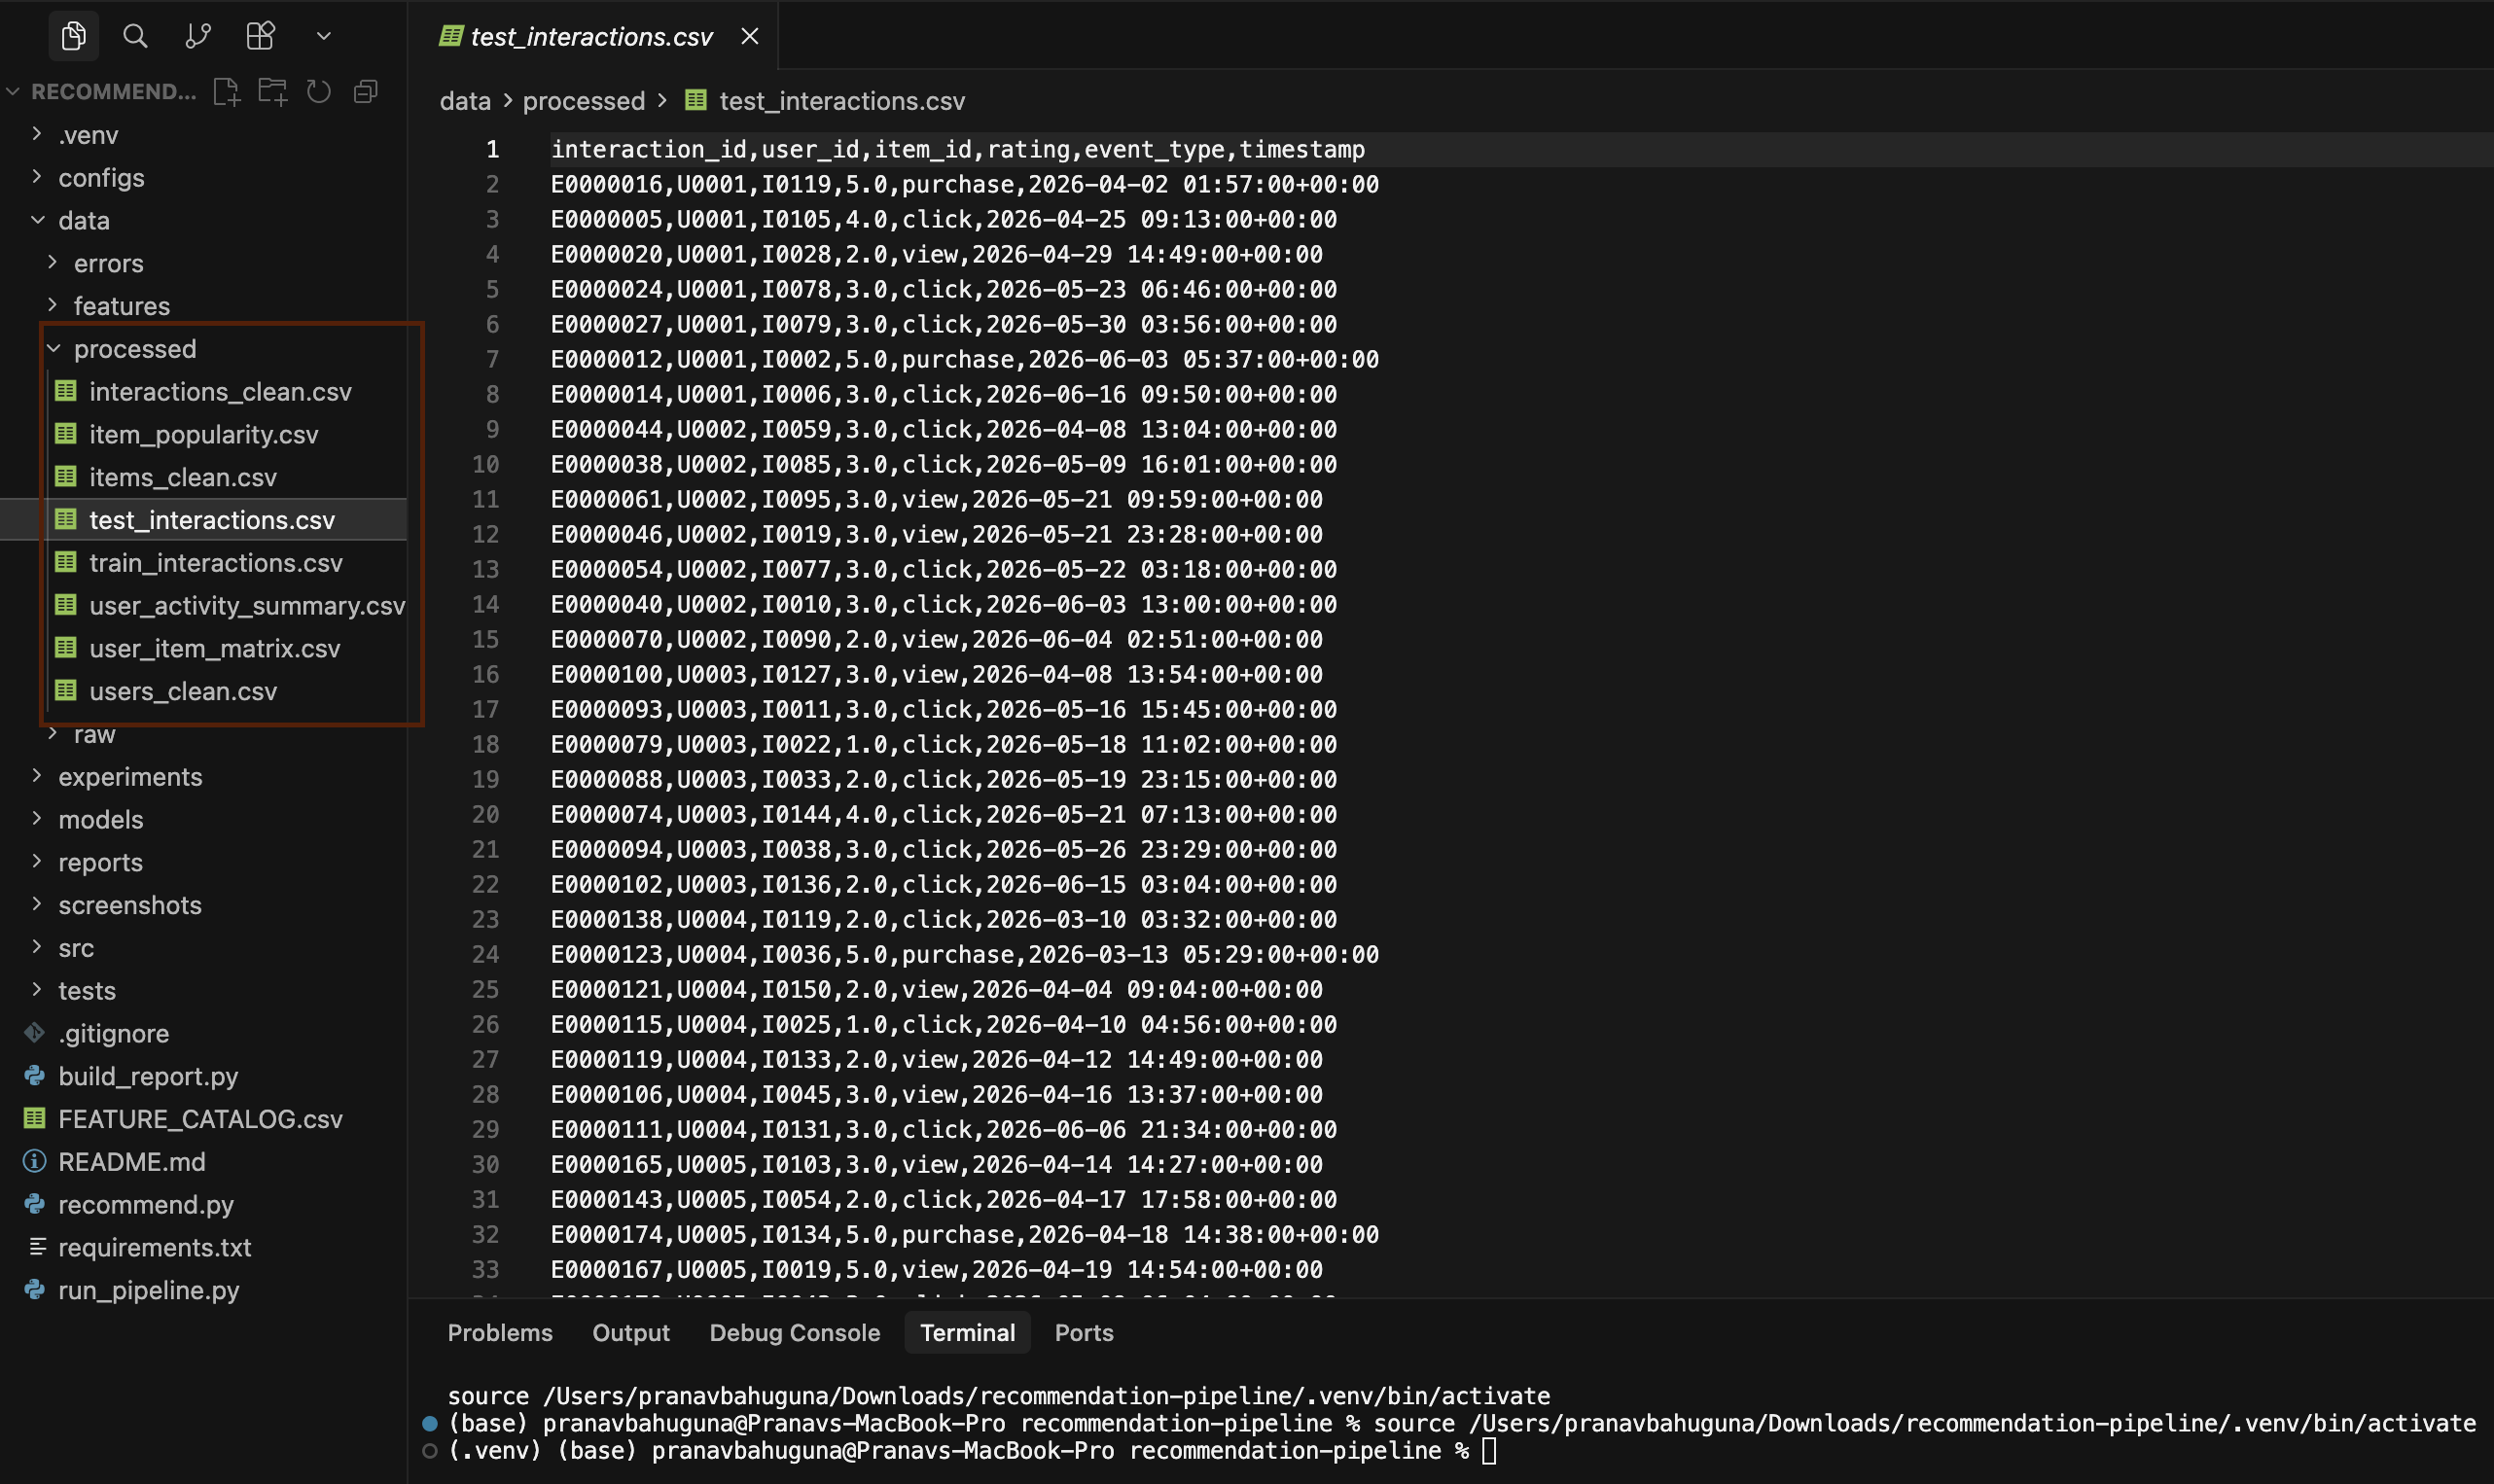 RECOMMEND...
.venv
configs
data
errors
features
processed
interactions_clean.csv
item_popularity.csv
items_clean.csv
test_interactions.csv
train_interactions.csv
user_activity_summary.csv
user_item_matrix.csv
users_clean.csv
raw
experiments
models
reports
screenshots
src
tests
.gitignore
build_report.py
FEATURE_CATALOG.csv
README.md
recommend.py
requirements.txt
run_pipeline.py
test_interactions.csv
data > processed > test_interactions.csv
1 interaction_id,user_id,item_id,rating,event_type,timestamp
2 E0000016,U0001,I0119,5.0,purchase,2026-04-02 01:57:00+00:00
3 E0000005,U0001,I0105,4.0,click,2026-04-25 09:13:00+00:00
4 E0000020,U0001,I0028,2.0,view,2026-04-29 14:49:00+00:00
5 E0000024,U0001,I0078,3.0,click,2026-05-23 06:46:00+00:00
6 E0000027,U0001,I0079,3.0,click,2026-05-30 03:56:00+00:00
7 E0000012,U0001,I0002,5.0,purchase,2026-06-03 05:37:00+00:00
8 E0000014,U0001,I0006,3.0,click,2026-06-16 09:50:00+00:00
9 E0000044,U0002,I0059,3.0,click,2026-04-08 13:04:00+00:00
10 E0000038,U0002,I0085,3.0,click,2026-05-09 16:01:00+00:00
11 E0000061,U0002,I0095,3.0,view,2026-05-21 09:59:00+00:00
12 E0000046,U0002,I0019,3.0,view,2026-05-21 23:28:00+00:00
13 E0000054,U0002,I0077,3.0,click,2026-05-22 03:18:00+00:00
14 E0000040,U0002,I0010,3.0,click,2026-06-03 13:00:00+00:00
15 E0000070,U0002,I0090,2.0,view,2026-06-04 02:51:00+00:00
16 E0000100,U0003,I0127,3.0,view,2026-04-08 13:54:00+00:00
17 E0000093,U0003,I0011,3.0,click,2026-05-16 15:45:00+00:00
18 E0000079,U0003,I0022,1.0,click,2026-05-18 11:02:00+00:00
19 E0000088,U0003,I0033,2.0,click,2026-05-19 23:15:00+00:00
20 E0000074,U0003,I0144,4.0,click,2026-05-21 07:13:00+00:00
21 E0000094,U0003,I0038,3.0,click,2026-05-26 23:29:00+00:00
22 E0000102,U0003,I0136,2.0,click,2026-06-15 03:04:00+00:00
23 E0000138,U0004,I0119,2.0,click,2026-03-10 03:32:00+00:00
24 E0000123,U0004,I0036,5.0,purchase,2026-03-13 05:29:00+00:00
25 E0000121,U0004,I0150,2.0,view,2026-04-04 09:04:00+00:00
26 E0000115,U0004,I0025,1.0,click,2026-04-10 04:56:00+00:00
27 E0000119,U0004,I0133,2.0,view,2026-04-12 14:49:00+00:00
28 E0000106,U0004,I0045,3.0,view,2026-04-16 13:37:00+00:00
29 E0000111,U0004,I0131,3.0,click,2026-06-06 21:34:00+00:00
30 E0000165,U0005,I0103,3.0,view,2026-04-14 14:27:00+00:00
31 E0000143,U0005,I0054,2.0,click,2026-04-17 17:58:00+00:00
32 E0000174,U0005,I0134,5.0,purchase,2026-04-18 14:38:00+00:00
33 E0000167,U0005,I0019,5.0,view,2026-04-19 14:54:00+00:00
Problems Output Debug Console Terminal Ports
source /Users/pranavbahuguna/Downloads/recommendation-pipeline/.venv/bin/activate
(base) pranavbahuguna@Pranavs-MacBook-Pro recommendation-pipeline % source /Users/pranavbahuguna/Downloads/recommendation-pipeline/.venv/bin/activate
(.venv) (base) pranavbahuguna@Pranavs-MacBook-Pro recommendation-pipeline %